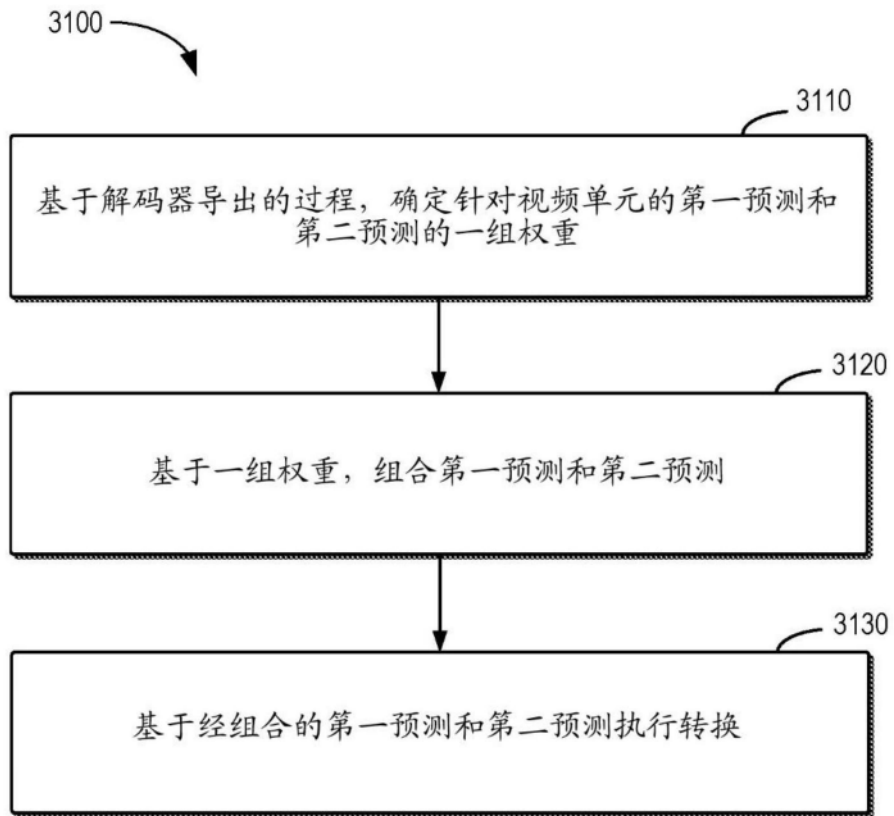 3100
3110
基于解码器导出的过程，确定针对视频单元的第一预测和
第二预测的一组权重
3120
基于一组权重，组合第一预测和第二预测
3130
基于经组合的第一预测和第二预测执行转换